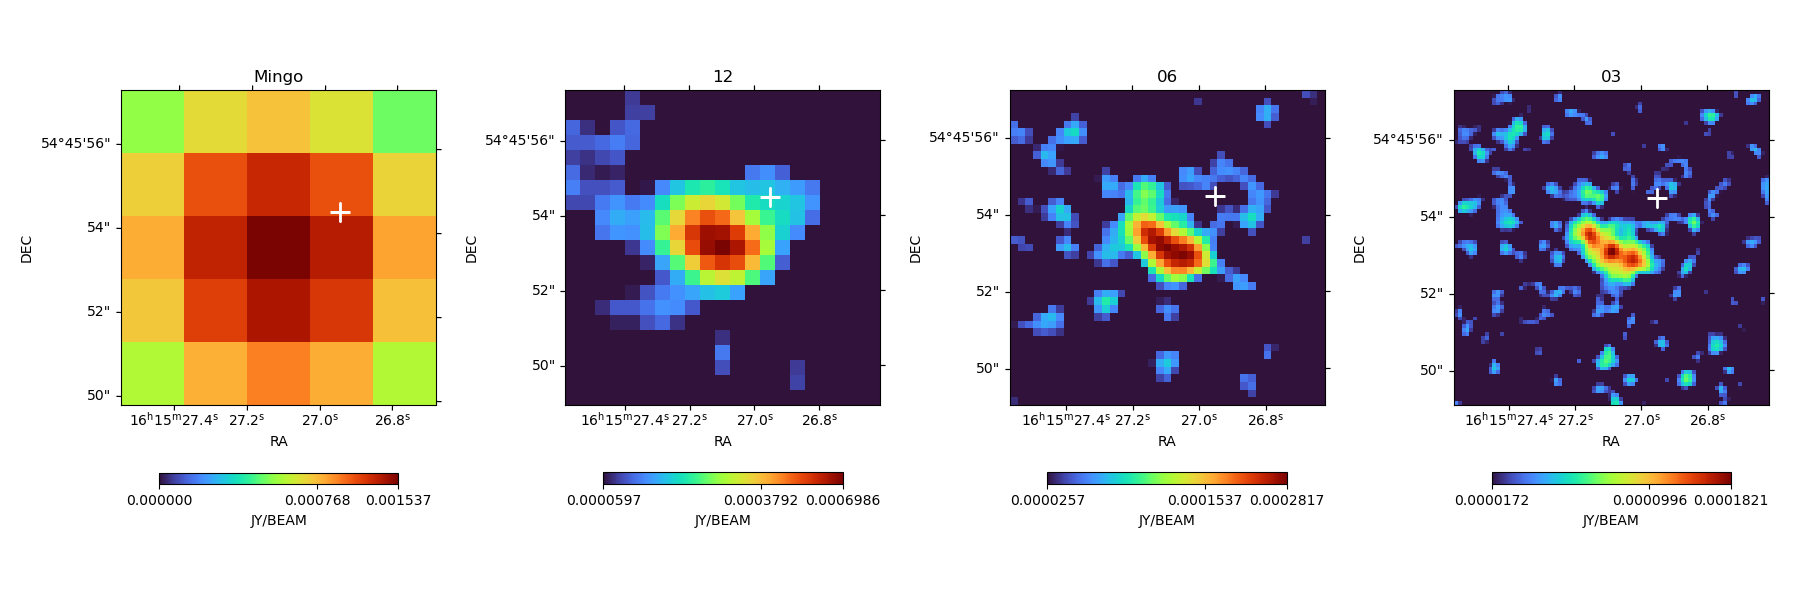 Mingo
54°45'56"
54"
52"
50"
DEC
16ʰ15ᵐ27.4ˢ 27.2ˢ 27.0ˢ 26.8ˢ
RA
0.0000000 0.000768 0.001537
JY/BEAM
12
54°45'56"
54"
52"
50"
DEC
16ʰ15ᵐ27.4ˢ 27.2ˢ 27.0ˢ 26.8ˢ
RA
0.0000597 0.0003792 0.0006986
JY/BEAM
06
54°45'56"
54"
52"
50"
DEC
16ʰ15ᵐ27.4ˢ 27.2ˢ 27.0ˢ 26.8ˢ
RA
0.0000257 0.0001537 0.0002817
JY/BEAM
03
54°45'56"
54"
52"
50"
DEC
16ʰ15ᵐ27.4ˢ 27.2ˢ 27.0ˢ 26.8ˢ
RA
0.0000172 0.0000996 0.0001821
JY/BEAM